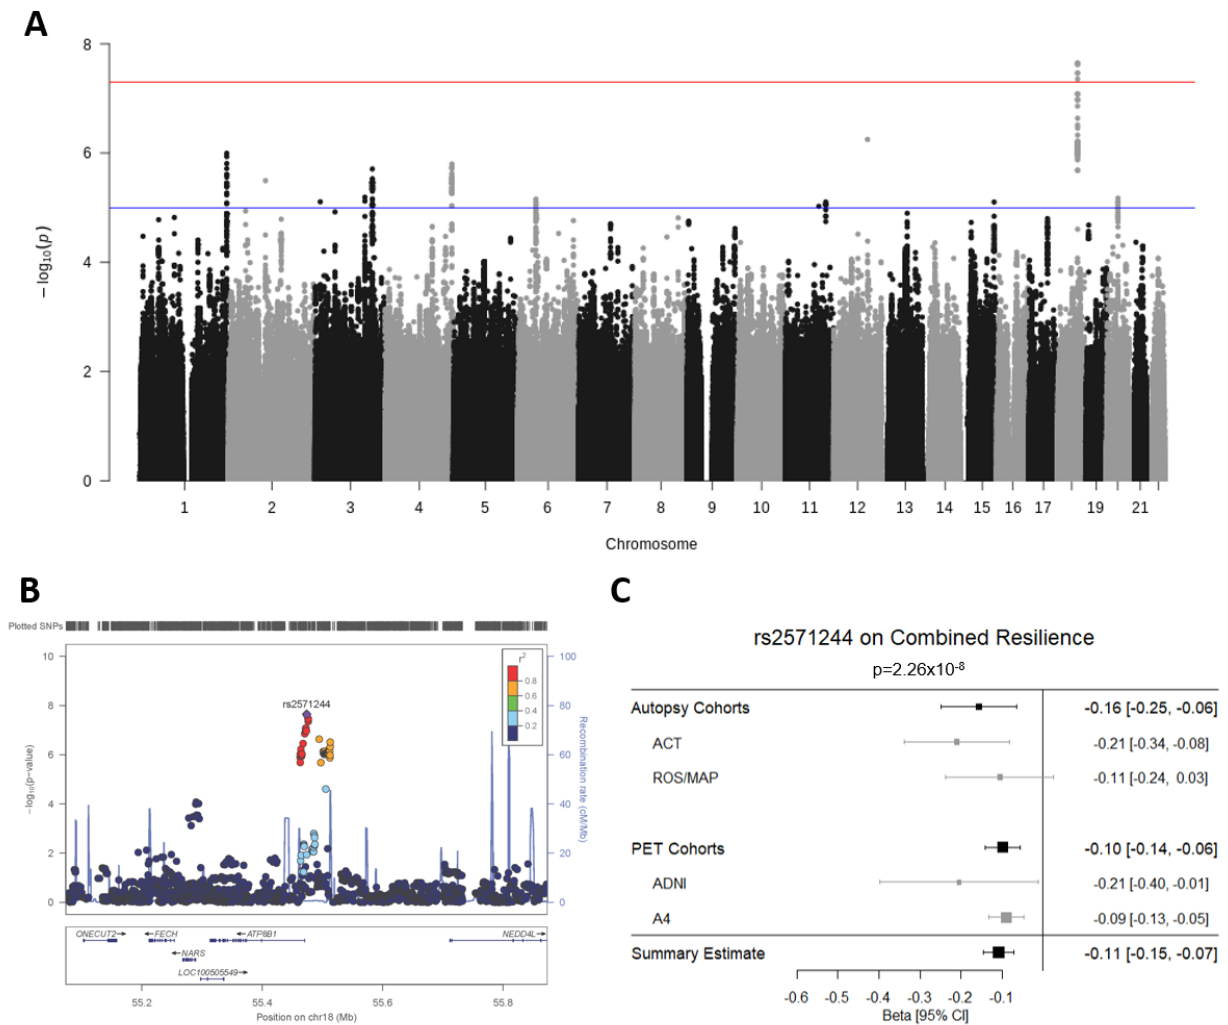 A
8
6
4
2
0
− log10(p)
1 2 3 4 5 6 7 8 9 10 11 12 13 14 15 16 17 19 21
Chromosome
B
Plotted SNPs
10
8
6
4
2
0
−log10(p−value)
rs2571244
r2
0.8
0.6
0.4
0.2
100
80
60
40
20
0
Recombination rate (cM/Mb)
ONECUT2→ ←FECH ←ATP8B1 NEDD4L→
←NARS
LOC100505549→
55.2 55.4 55.6 55.8
Position on chr18 (Mb)
C
rs2571244 on Combined Resilience
p=2.26x10-8
Autopsy Cohorts -0.16 [-0.25, -0.06]
ACT -0.21 [-0.34, -0.08]
ROS/MAP -0.11 [-0.24, 0.03]
PET Cohorts -0.10 [-0.14, -0.06]
ADNI -0.21 [-0.40, -0.01]
A4 -0.09 [-0.13, -0.05]
Summary Estimate -0.11 [-0.15, -0.07]
-0.6 -0.5 -0.4 -0.3 -0.2 -0.1
Beta [95% CI]